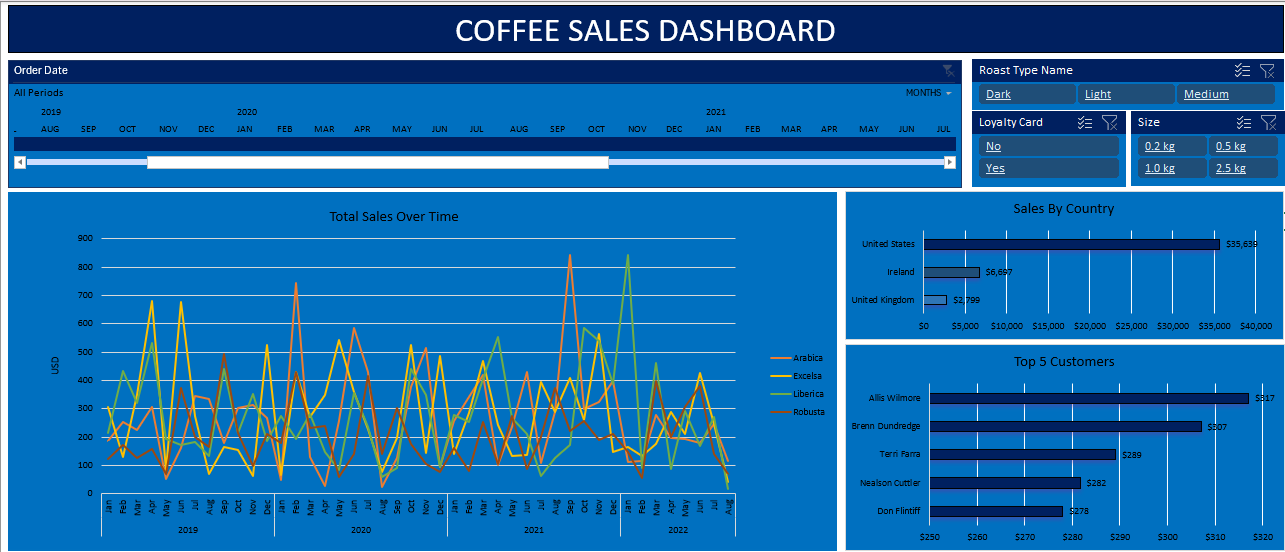 COFFEE SALES DASHBOARD
Order Date
All Periods MONTHS
2019 2020 2021
AUG SEP OCT NOV DEC JAN FEB MAR APR MAY JUN JUL AUG SEP OCT NOV DEC JAN FEB MAR APR MAY JUN JUL
Roast Type Name
Dark Light Medium
Loyalty Card
No
Yes
Size
0.2 kg 0.5 kg
1.0 kg 2.5 kg
Total Sales Over Time
900
800
700
600
500
400
300
200
100
0
USD
Jan Feb Mar Apr May Jun Jul Aug Sep Oct Nov Dec Jan Feb Mar Apr May Jun Jul Aug Sep Oct Nov Dec Jan Feb Mar Apr May Jun Jul Aug Sep Oct Nov Dec Jan Feb Mar Apr May Jun Jul Aug
2019 2020 2021 2022
Arabica
Excelsa
Liberica
Robusta
Sales By Country
United States $35,639
Ireland $6,697
United Kingdom $2,799
$0 $5,000 $10,000 $15,000 $20,000 $25,000 $30,000 $35,000 $40,000
Top 5 Customers
Allis Wilmore $317
Brenn Dundredge $307
Terri Farra $289
Nealson Cuttler $282
Don Flintiff $278
$250 $260 $270 $280 $290 $300 $310 $320